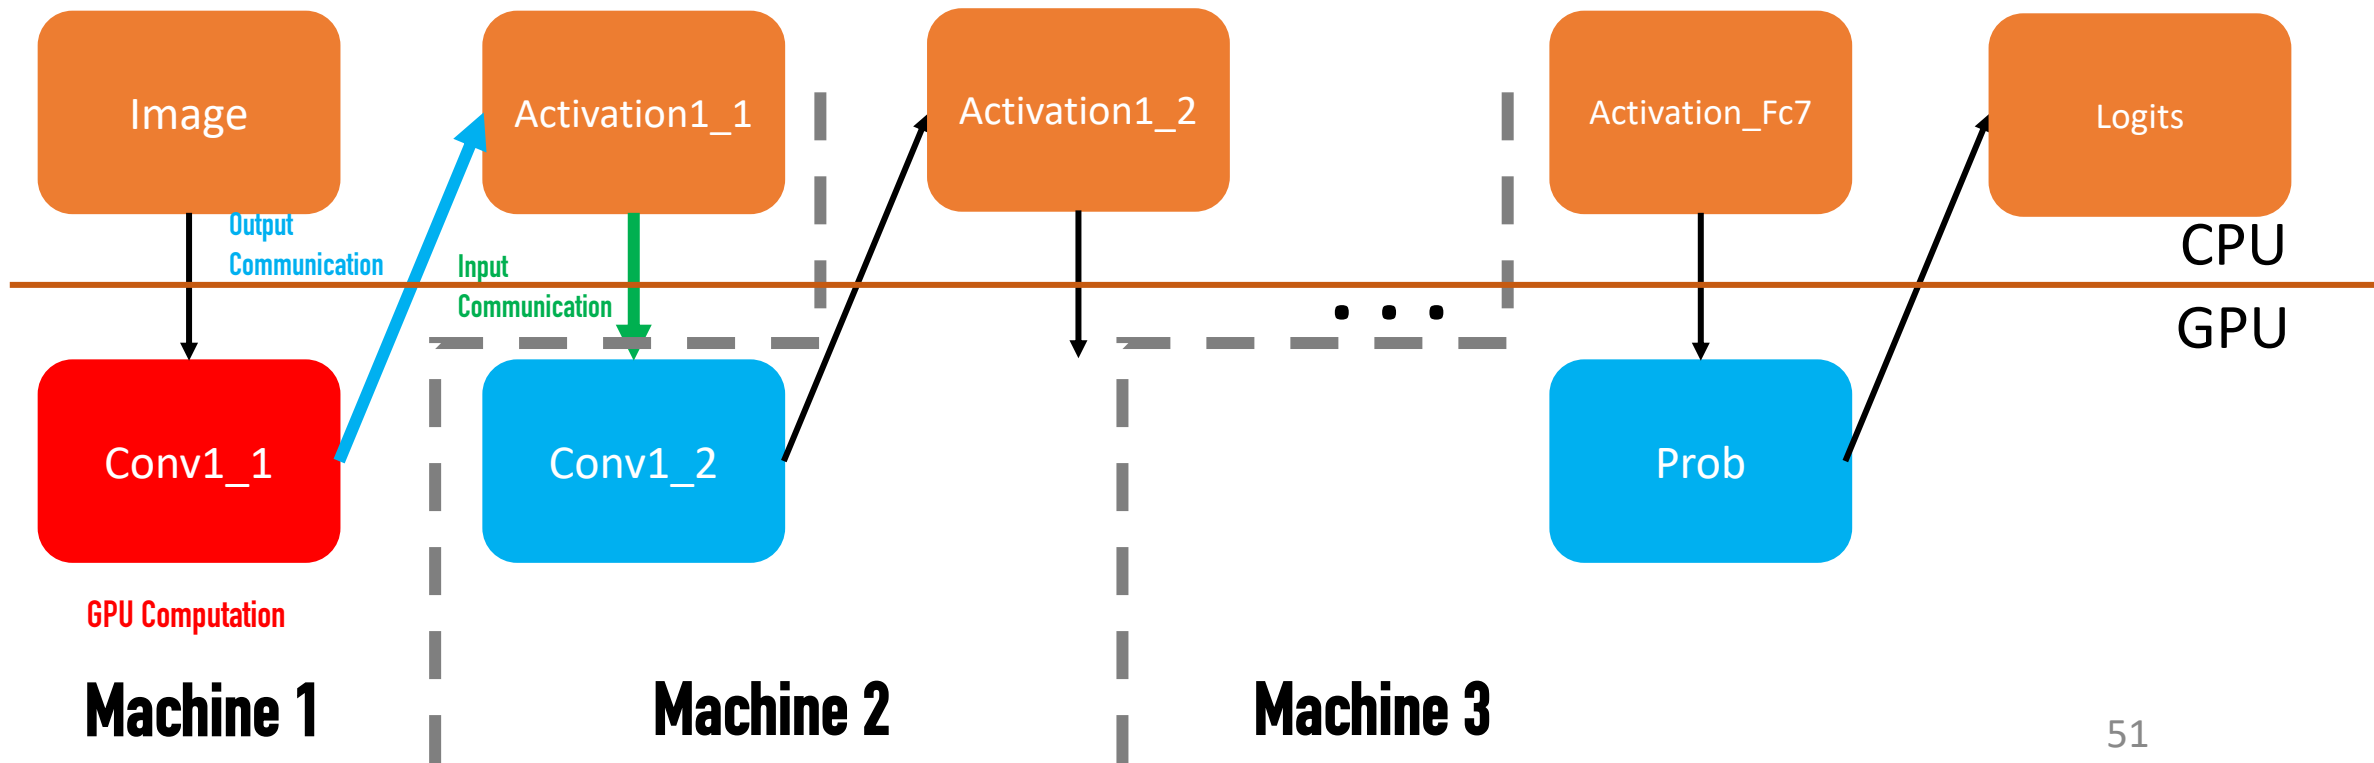 Image
Activation1_1
Activation1_2
Activation_Fc7
Logits
Output
Communication
Input
Communication
CPU
GPU
. . .
Conv1_1
Conv1_2
Prob
GPU Computation
Machine 1
Machine 2
Machine 3
51